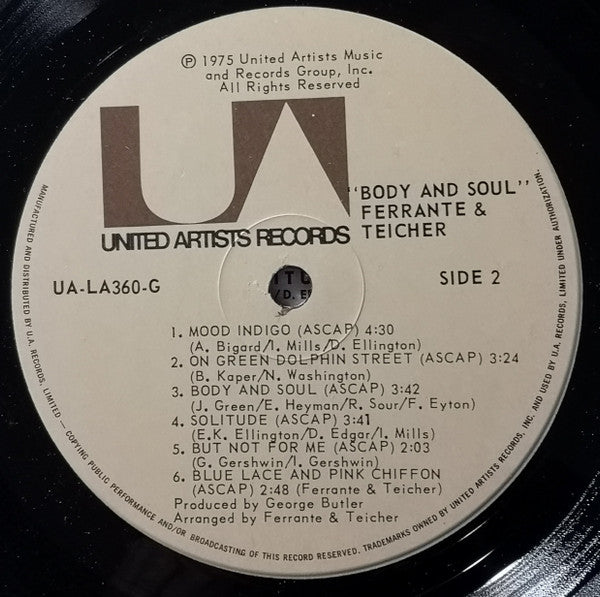 ℗ 1975 United Artists Music
and Records Group, Inc.
All Rights Reserved
UA
UNITED ARTISTS RECORDS
"BODY AND SOUL"
FERRANTE &
TEICHER
UA-LA360-G
SIDE 2
1. MOOD INDIGO (ASCAP) 4:30
(A. Bigard/I. Mills/D. Ellington)
2. ON GREEN DOLPHIN STREET (ASCAP) 3:24
(B. Kaper/N. Washington)
3. BODY AND SOUL (ASCAP) 3:42
(J. Green/E. Heyman/R. Sour/F. Eyton)
4. SOLITUDE (ASCAP) 3:41
(E.K. Ellington/D. Edgar/I. Mills)
5. BUT NOT FOR ME (ASCAP) 2:03
(G. Gershwin/I. Gershwin)
6. BLUE LACE AND PINK CHIFFON
(ASCAP) 2:48 (Ferrante & Teicher)
Produced by George Butler
Arranged by Ferrante & Teicher
MANUFACTURED AND DISTRIBUTED BY U.A. RECORDS, LIMITED — COPYING PUBLIC PERFORMANCE AND/OR BROADCASTING OF THIS RECORD RESERVED. TRADEMARKS OWNED BY UNITED ARTISTS RECORDS, INC. AND USED BY U.A. RECORDS, LIMITED UNDER AUTHORIZATION.